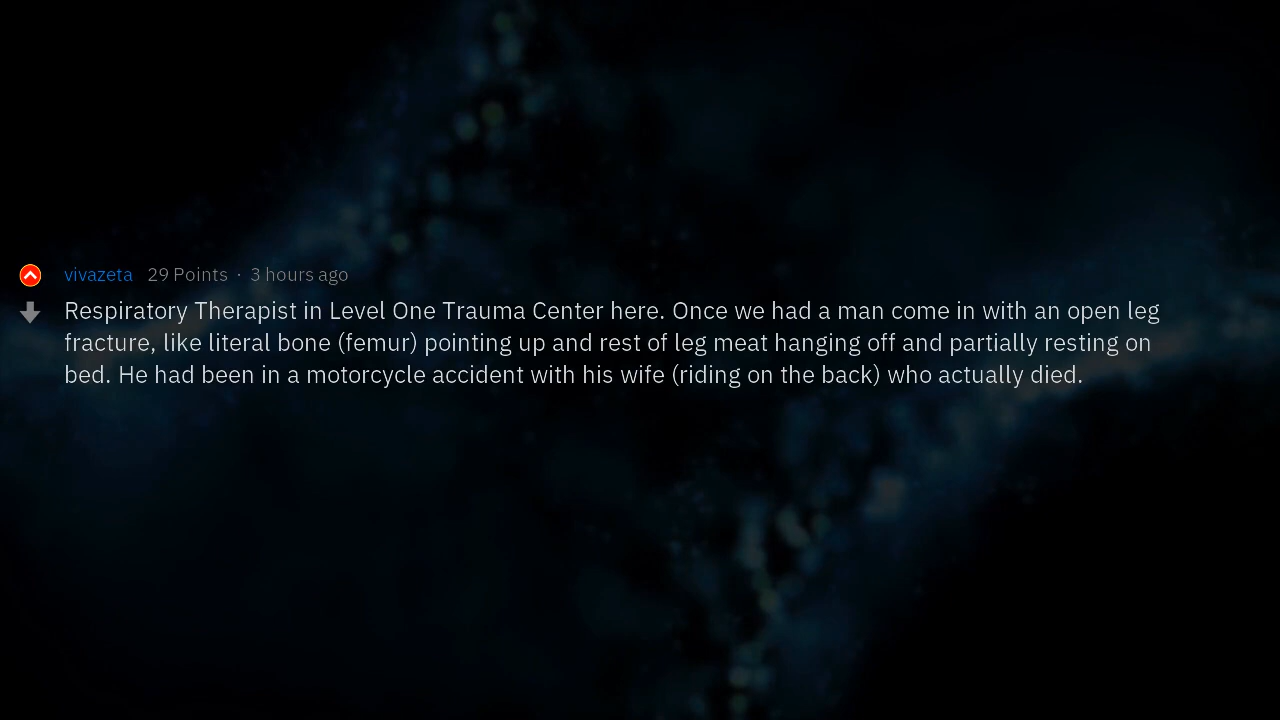 vivazeta 29 Points · 3 hours ago
Respiratory Therapist in Level One Trauma Center here. Once we had a man come in with an open leg
fracture, like literal bone (femur) pointing up and rest of leg meat hanging off and partially resting on
bed. He had been in a motorcycle accident with his wife (riding on the back) who actually died.